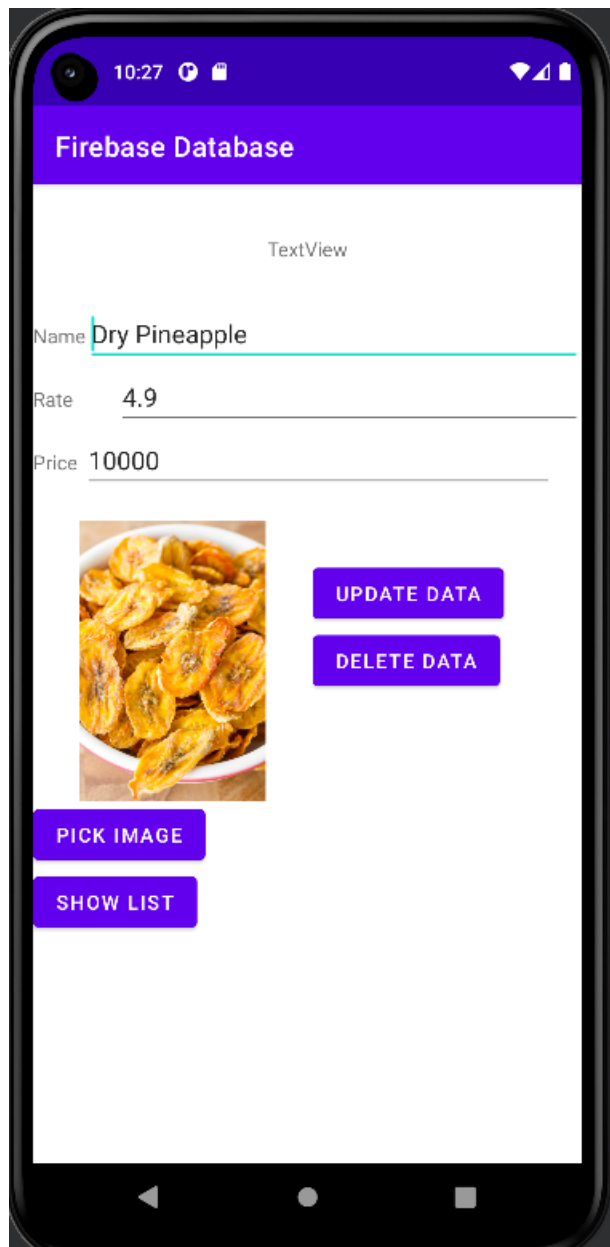 10:27
Firebase Database
TextView
Name Dry Pineapple
Rate 4.9
Price 10000
UPDATE DATA
DELETE DATA
PICK IMAGE
SHOW LIST